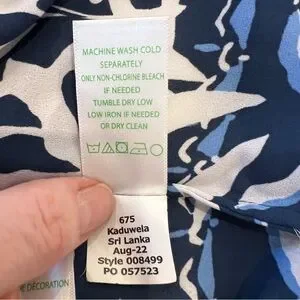 MACHINE WASH COLD
SEPARATELY
ONLY NON-CHLORINE BLEACH
IF NEEDED
TUMBLE DRY LOW
LOW IRON IF NEEDED
OR DRY CLEAN
675
Kaduwela
Sri Lanka
Aug-22
Style 008499
PO 057523
E DÉCORATION